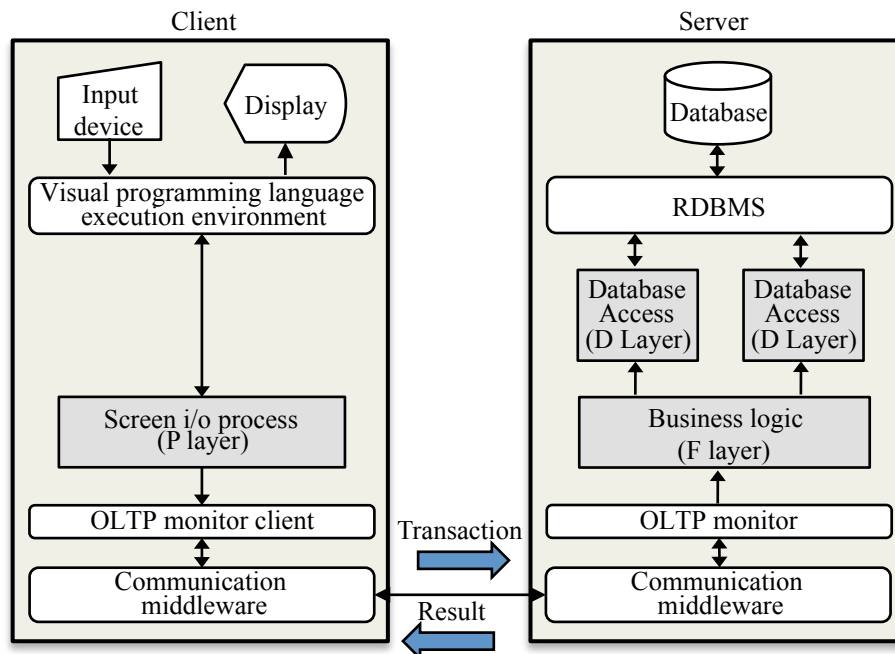 Client
Input
device
Display
Visual programming language
execution environment
Screen i/o process
(P layer)
OLTP monitor client
Communication
middleware
Transaction
Result
Server
Database
RDBMS
Database
Access
(D Layer)
Database
Access
(D Layer)
Business logic
(F layer)
OLTP monitor
Communication
middleware